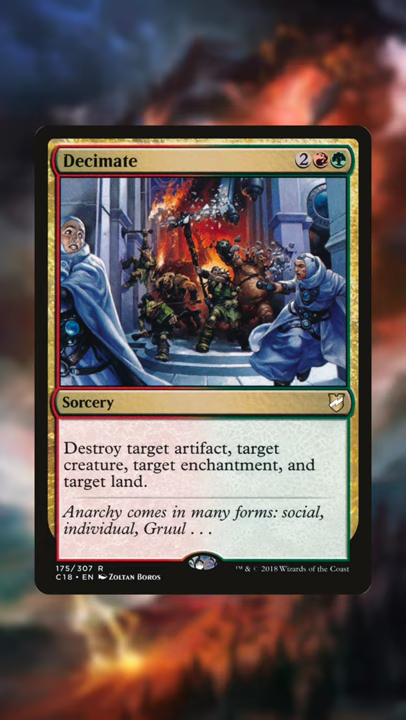 Decimate 2
Sorcery
Destroy target artifact, target
creature, target enchantment, and
target land.
Anarchy comes in many forms: social,
individual, Gruul . . .
175/307 R
™ & © 2018 Wizards of the Coast
C18 • EN Zoltan Boros